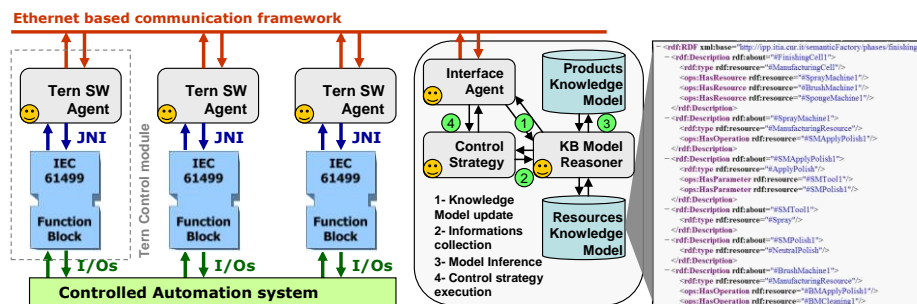 Ethernet based communication framework
Tern SW
Agent
Tern SW
Agent
Tern SW
Agent
JNI
JNI
JNI
IEC
61499
Function
Block
IEC
61499
Function
Block
IEC
61499
Function
Block
Tern Control module
I/Os
I/Os
I/Os
Controlled Automation system
Interface
Agent
Products
Knowledge
Model
4
1
3
Control
Strategy
KB Model
Reasoner
2
1- Knowledge
Model update
2- Informations
collection
3- Model Inference
4- Control strategy
execution
Resources
Knowledge
Model
− <rdf:RDF xml:base="http://ipp.itia.cnr.it/semanticFactory/phases/finishing
− <rdf:Description rdf:about="#FinishingCell1">
<rdf:type rdf:resource="#ManufacturingCell"/>
<ops:HasResource rdf:resource="#SprayMachine1"/>
<ops:HasResource rdf:resource="#BrushMachine1"/>
<ops:HasResource rdf:resource="#SpongeMachine1"/>
</rdf:Description>
− <rdf:Description rdf:about="#SprayMachine1">
<rdf:type rdf:resource="#ManufacturingResource"/>
<ops:HasOperation rdf:resource="#SMApplyPolish1"/>
</rdf:Description>
− <rdf:Description rdf:about="#SMApplyPolish1">
<rdf:type rdf:resource="#ApplyPolish"/>
<ops:HasParameter rdf:resource="#SMTool1"/>
<ops:HasParameter rdf:resource="#SMPolish1"/>
</rdf:Description>
− <rdf:Description rdf:about="#SMTool1">
<rdf:type rdf:resource="#Spray"/>
</rdf:Description>
− <rdf:Description rdf:about="#SMPolish1">
<rdf:type rdf:resource="#NeutralPolish"/>
</rdf:Description>
− <rdf:Description rdf:about="#BrushMachine1">
<rdf:type rdf:resource="#ManufacturingResource"/>
<ops:HasOperation rdf:resource="#BMApplyPolish1"/>
<ops:HasOperation rdf:resource="#BMCleaning1"/>